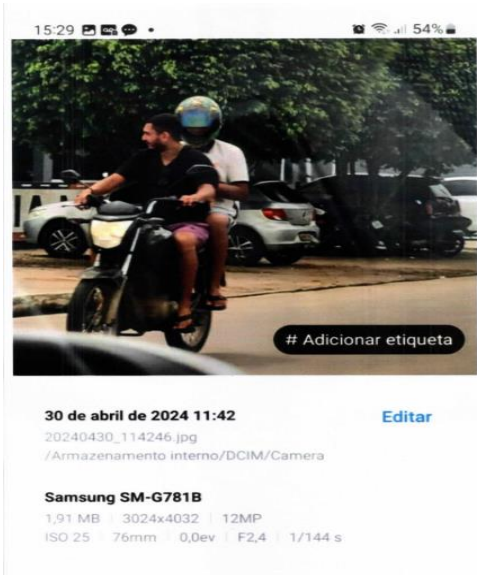 15:29
54%
# Adicionar etiqueta
30 de abril de 2024 11:42
Editar
20240430_114246.jpg
/Armazenamento interno/DCIM/Camera
Samsung SM-G781B
1,91 MB 3024x4032 12MP
ISO 25 76mm 0,0ev F2,4 1/144 s